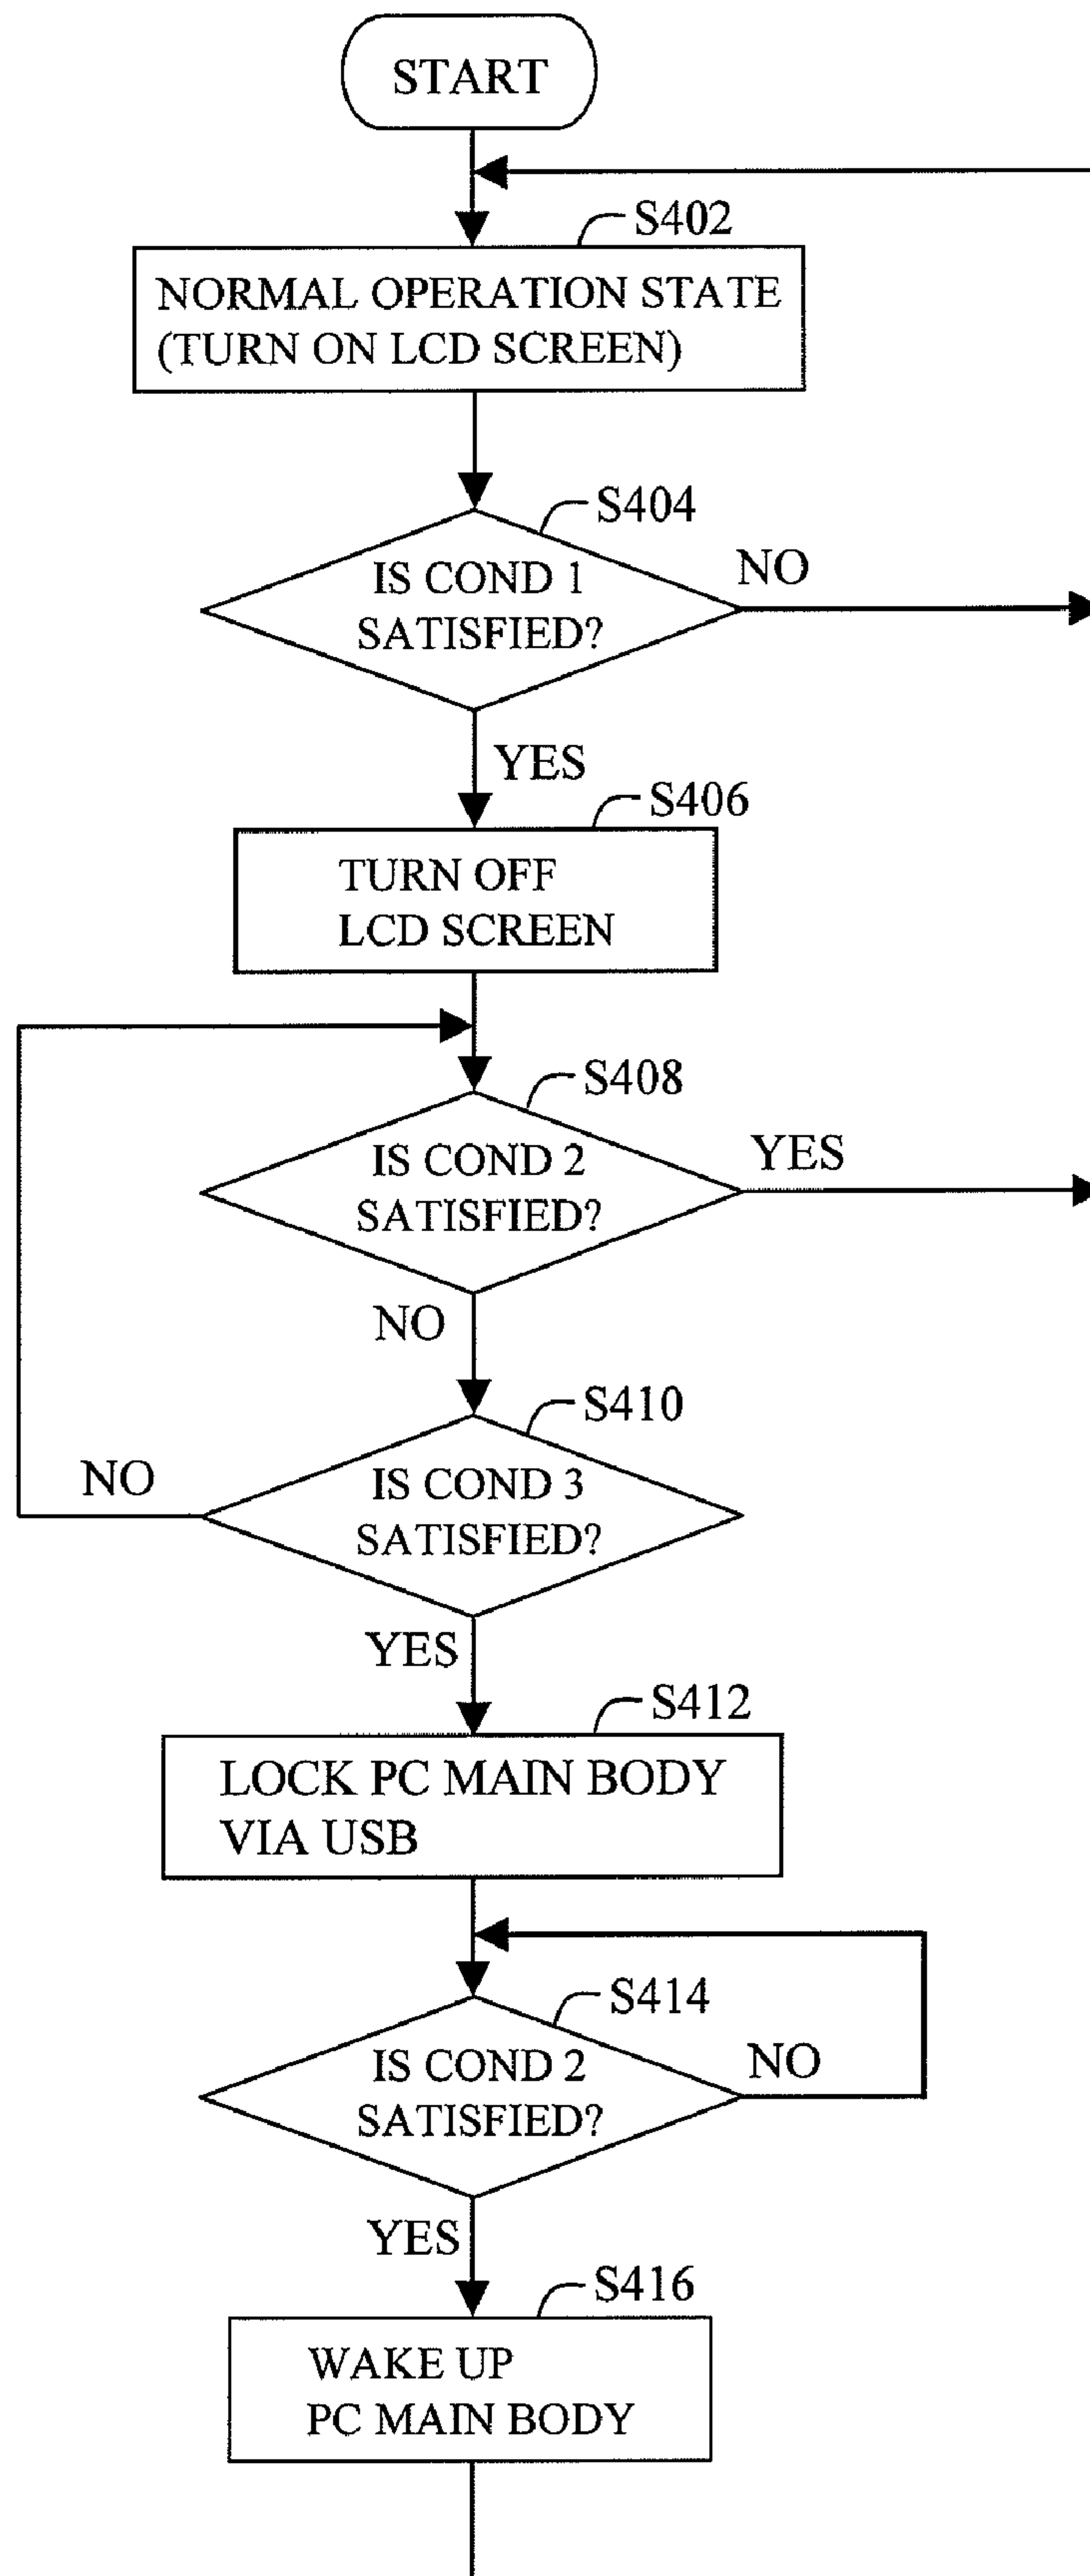 START
S402
NORMAL OPERATION STATE
(TURN ON LCD SCREEN)
S404
IS COND 1
SATISFIED?
NO
YES
S406
TURN OFF
LCD SCREEN
S408
IS COND 2
SATISFIED?
YES
NO
S410
IS COND 3
SATISFIED?
NO
YES
S412
LOCK PC MAIN BODY
VIA USB
S414
IS COND 2
SATISFIED?
NO
YES
S416
WAKE UP
PC MAIN BODY